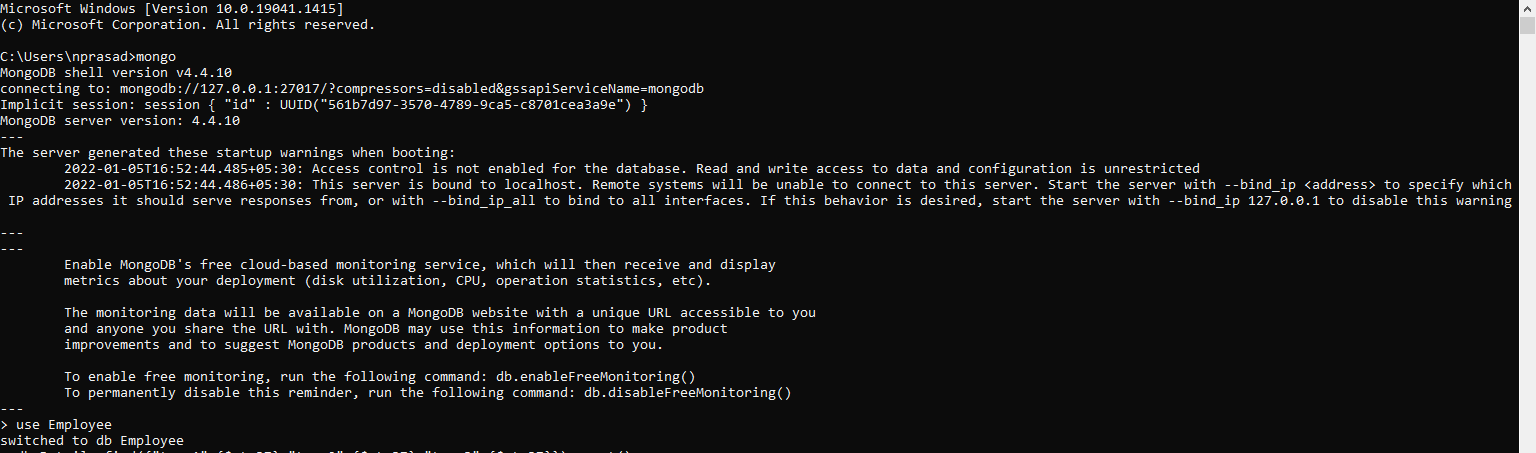 Microsoft Windows [Version 10.0.19041.1415]
(c) Microsoft Corporation. All rights reserved.
C:\Users\nprasad>mongo
MongoDB shell version v4.4.10
connecting to: mongodb://127.0.0.1:27017/?compressors=disabled&gssapiServiceName=mongodb
Implicit session: session { "id" : UUID("561b7d97-3570-4789-9ca5-c8701cea3a9e") }
MongoDB server version: 4.4.10
---
The server generated these startup warnings when booting:
2022-01-05T16:52:44.485+05:30: Access control is not enabled for the database. Read and write access to data and configuration is unrestricted
2022-01-05T16:52:44.486+05:30: This server is bound to localhost. Remote systems will be unable to connect to this server. Start the server with --bind_ip <address> to specify which
IP addresses it should serve responses from, or with --bind_ip_all to bind to all interfaces. If this behavior is desired, start the server with --bind_ip 127.0.0.1 to disable this warning
---
---
Enable MongoDB's free cloud-based monitoring service, which will then receive and display
metrics about your deployment (disk utilization, CPU, operation statistics, etc).
The monitoring data will be available on a MongoDB website with a unique URL accessible to you
and anyone you share the URL with. MongoDB may use this information to make product
improvements and to suggest MongoDB products and deployment options to you.
To enable free monitoring, run the following command: db.enableFreeMonitoring()
To permanently disable this reminder, run the following command: db.disableFreeMonitoring()
---
> use Employee
switched to db Employee